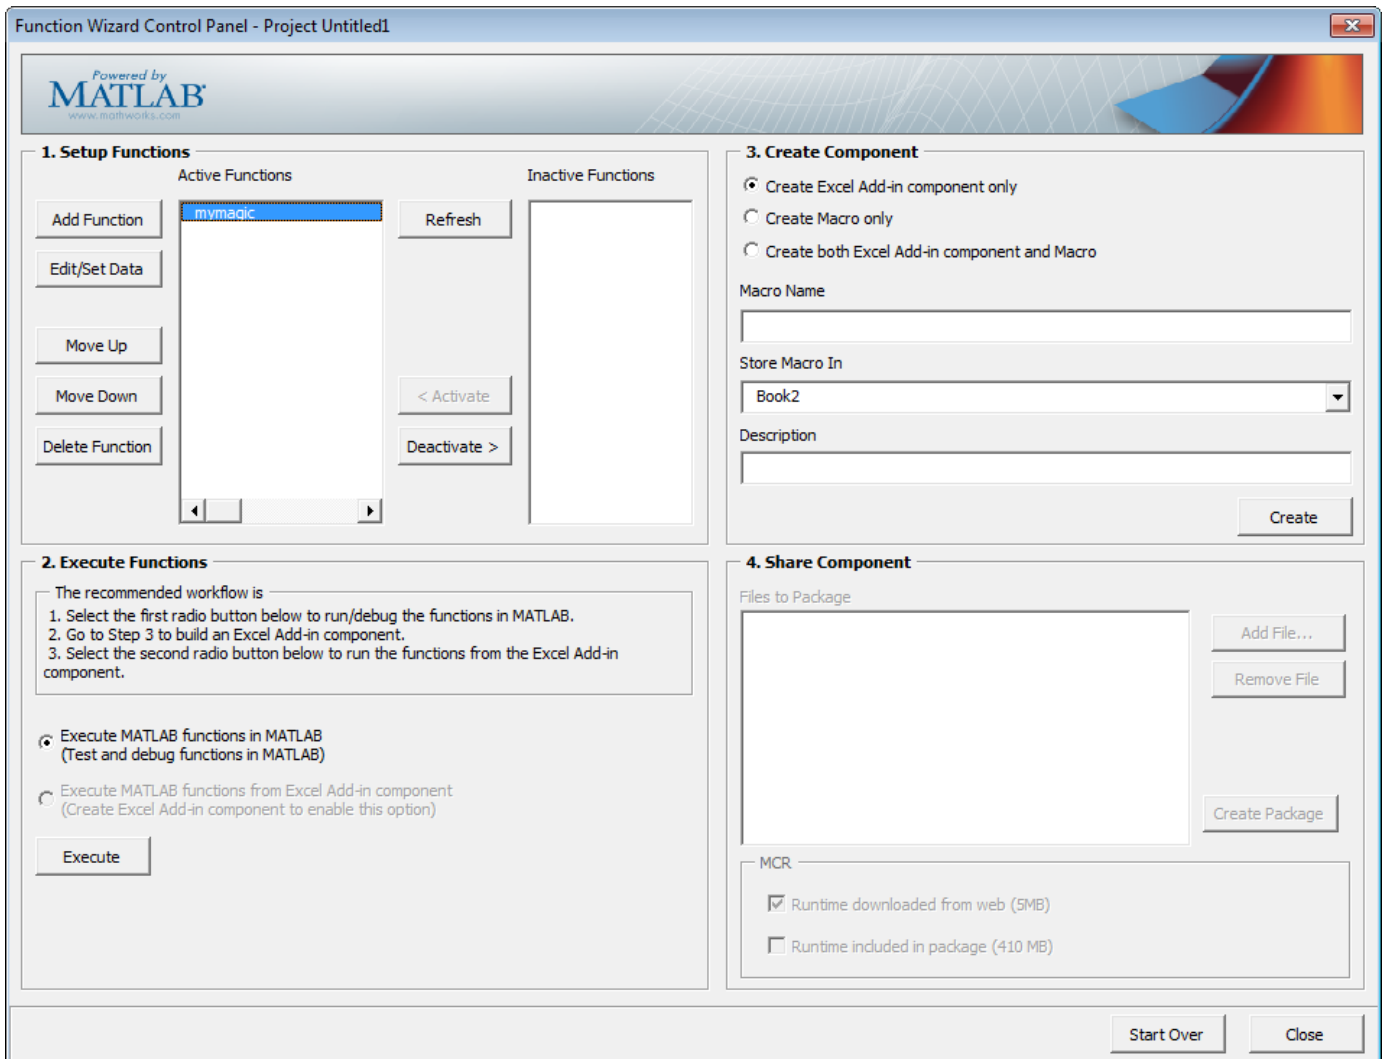 Function Wizard Control Panel - Project Untitled1
Powered by
MATLAB®
www.mathworks.com
1. Setup Functions
Active Functions
Inactive Functions
Add Function
mymagic
Refresh
Edit/Set Data
Move Up
Move Down
< Activate
Delete Function
Deactivate >
2. Execute Functions
The recommended workflow is
1. Select the first radio button below to run/debug the functions in MATLAB.
2. Go to Step 3 to build an Excel Add-in component.
3. Select the second radio button below to run the functions from the Excel Add-in
component.
Execute MATLAB functions in MATLAB
(Test and debug functions in MATLAB)
Execute MATLAB functions from Excel Add-in component
(Create Excel Add-in component to enable this option)
Execute
3. Create Component
Create Excel Add-in component only
Create Macro only
Create both Excel Add-in component and Macro
Macro Name
Store Macro In
Book2
Description
Create
4. Share Component
Files to Package
Add File...
Remove File
Create Package
MCR
Runtime downloaded from web (5MB)
Runtime included in package (410 MB)
Start Over
Close